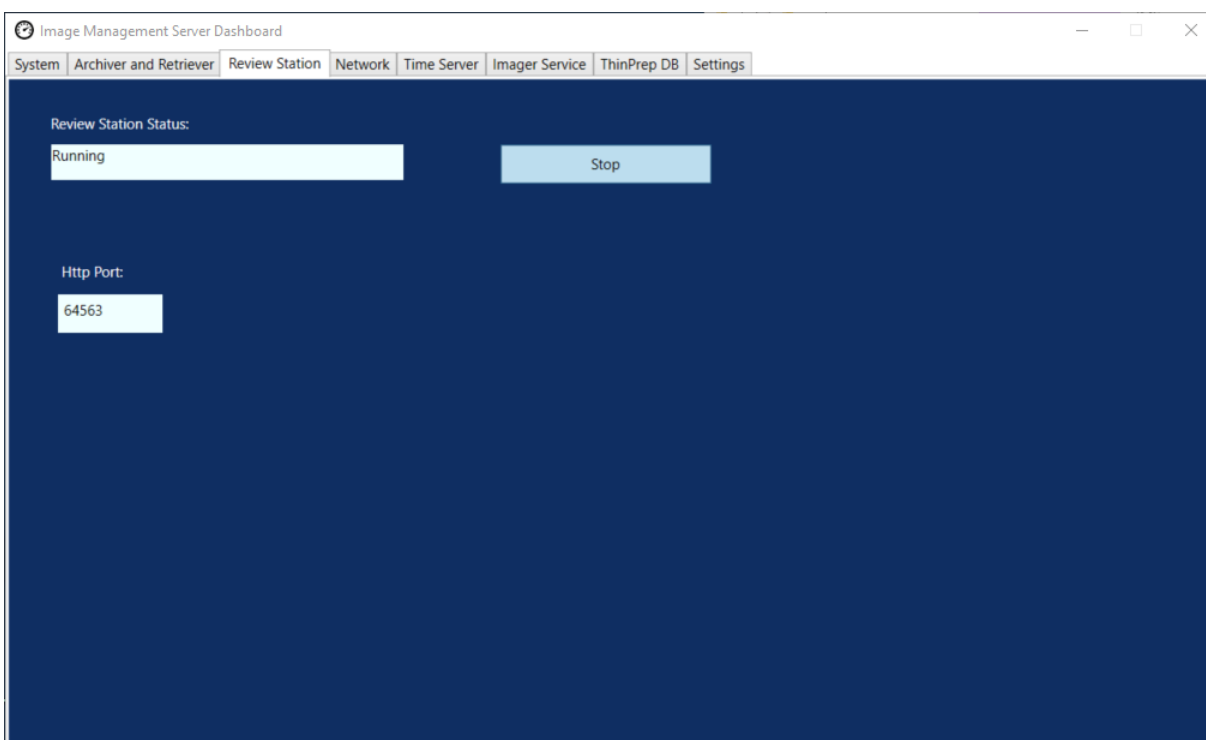 Image Management Server Dashboard
System Archiver and Retriever Review Station Network Time Server Imager Service ThinPrep DB Settings
Review Station Status:
Running
Stop
Http Port:
64563